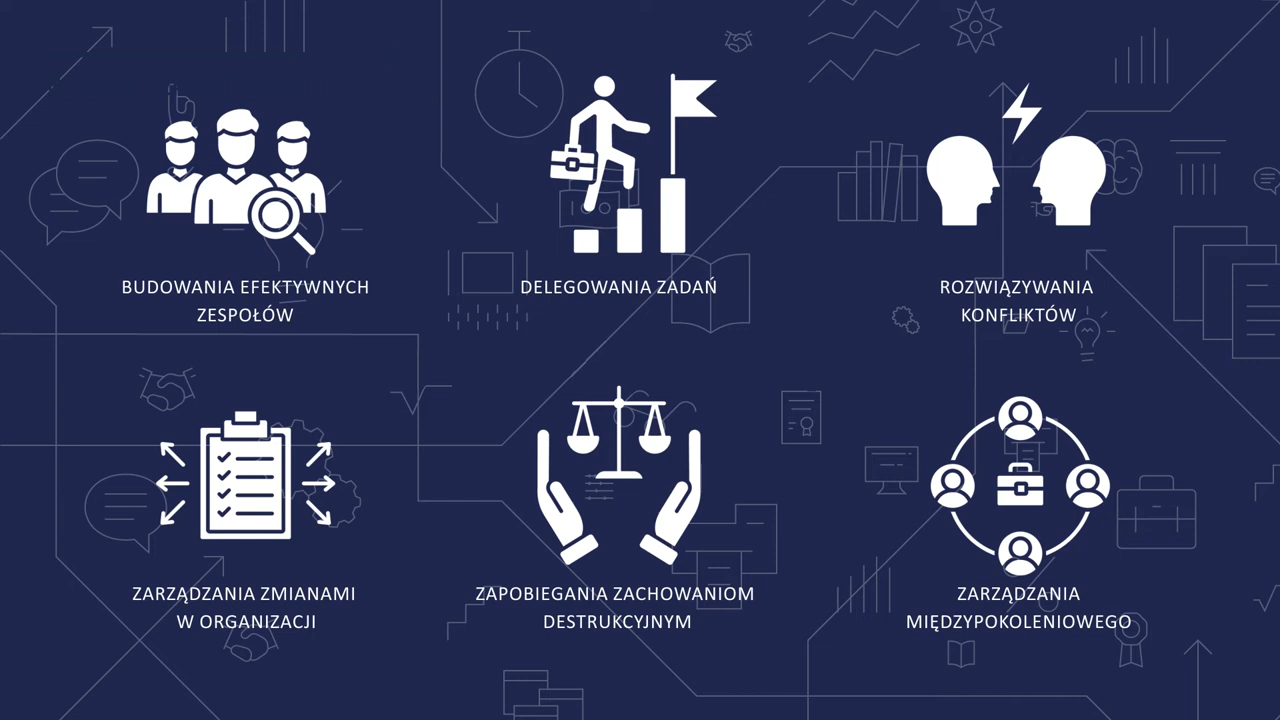 BUDOWANIA EFEKTYWNYCH
ZESPOŁÓW
DELEGOWANIA ZADAŃ
ROZWIĄZYWANIA
KONFLIKTÓW
ZARZĄDZANIA ZMIANAMI
W ORGANIZACJI
ZAPOBIEGANIA ZACHOWANIOM
DESTRUKCYJNYM
ZARZĄDZANIA
MIĘDZYPOKOLENIOWEGO